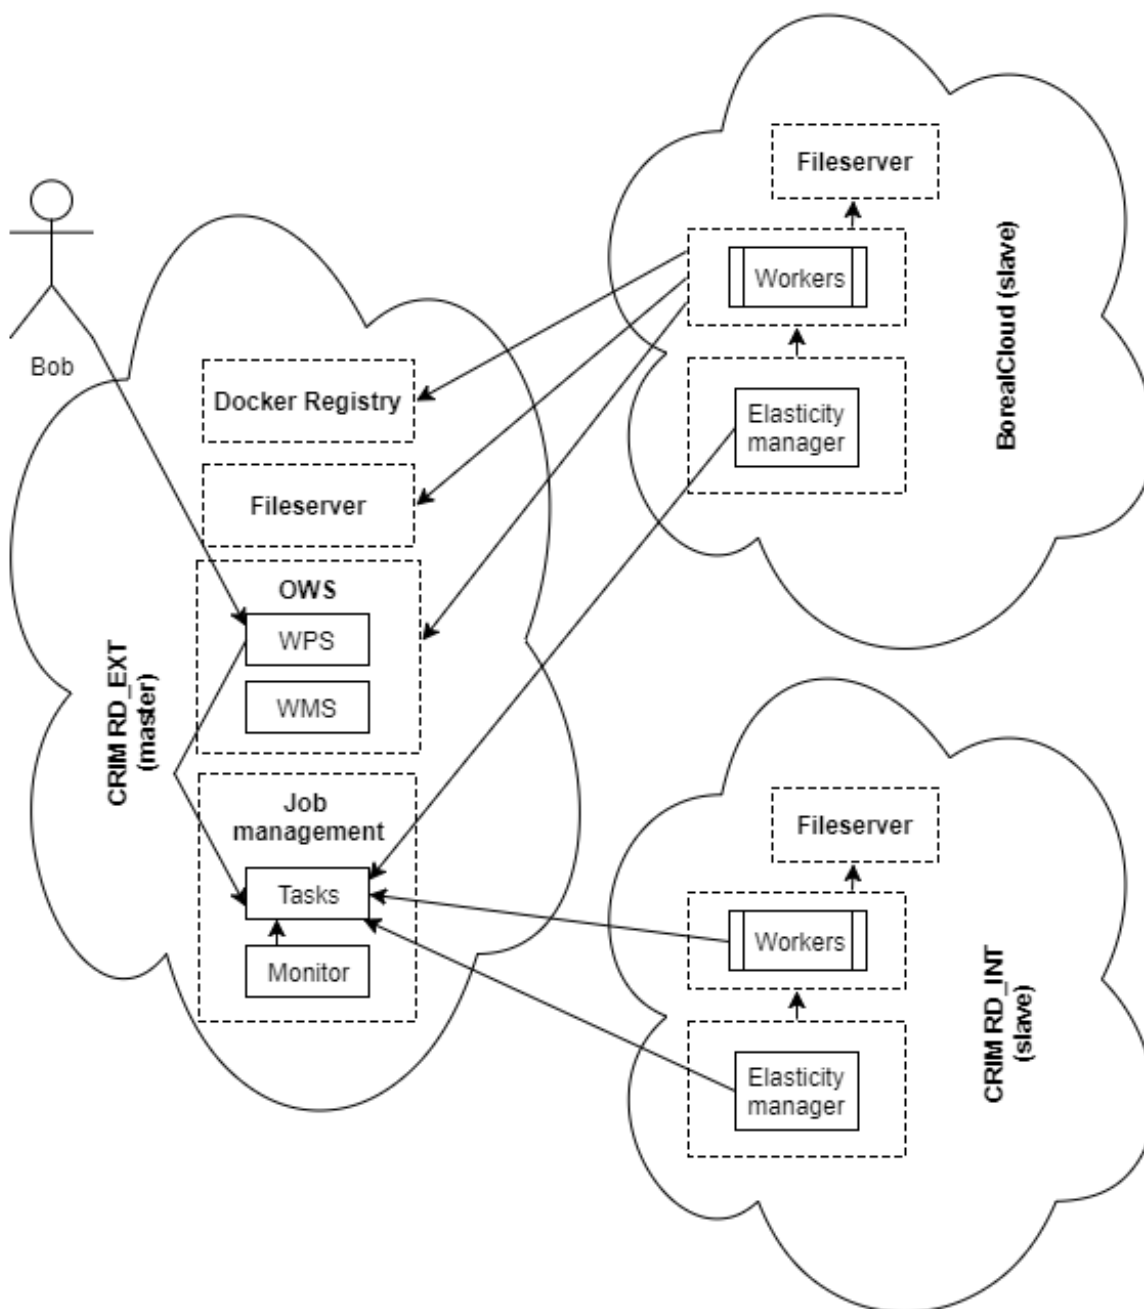 Bob
CRIM RD_EXT
(master)
Docker Registry
Fileserver
OWS
WPS
WMS
Job
management
Tasks
Monitor
Fileserver
Workers
Elasticity
manager
BorealCloud (slave)
Fileserver
Workers
Elasticity
manager
CRIM RD_INT
(slave)